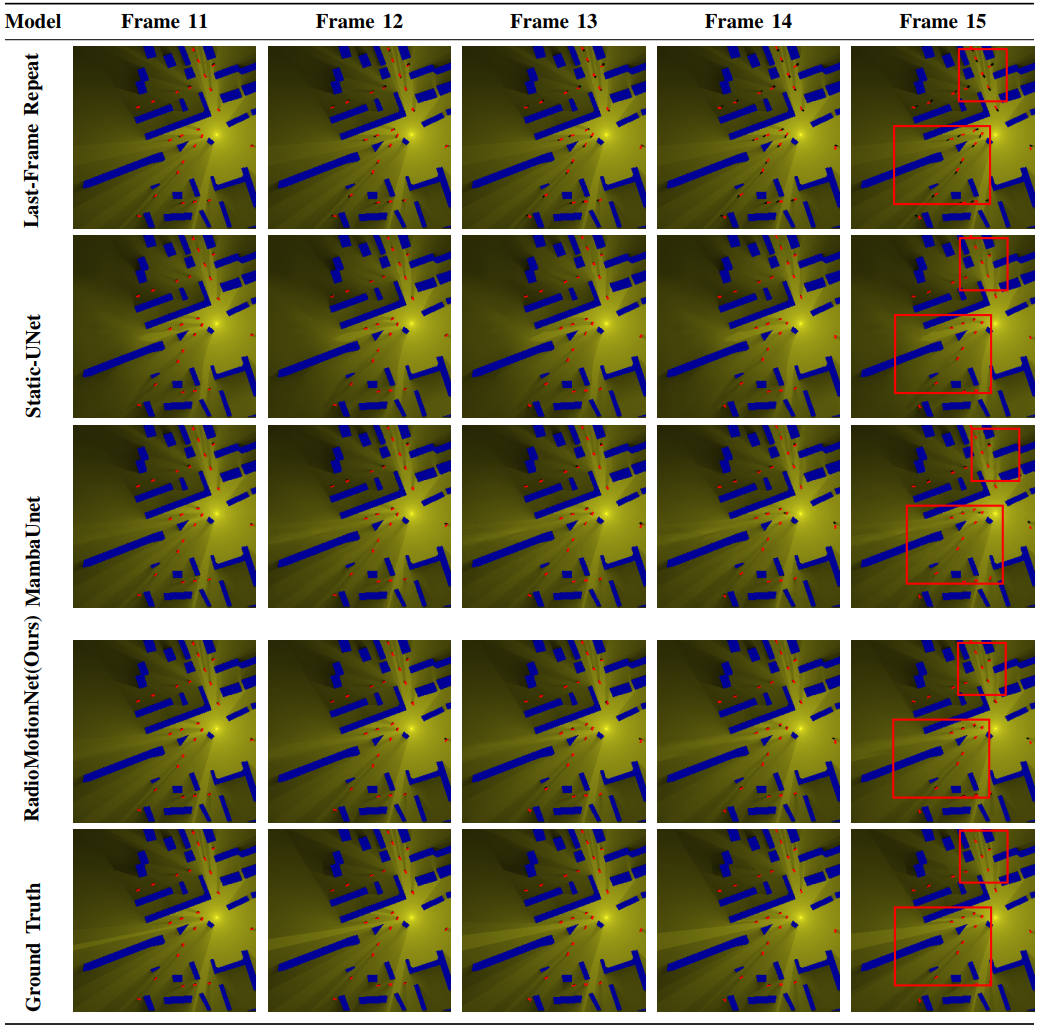 Model Frame 11 Frame 12 Frame 13 Frame 14 Frame 15
Last-Frame Repeat
Static-UNet
MambaUnet
RadioMotionNet(Ours)
Ground Truth